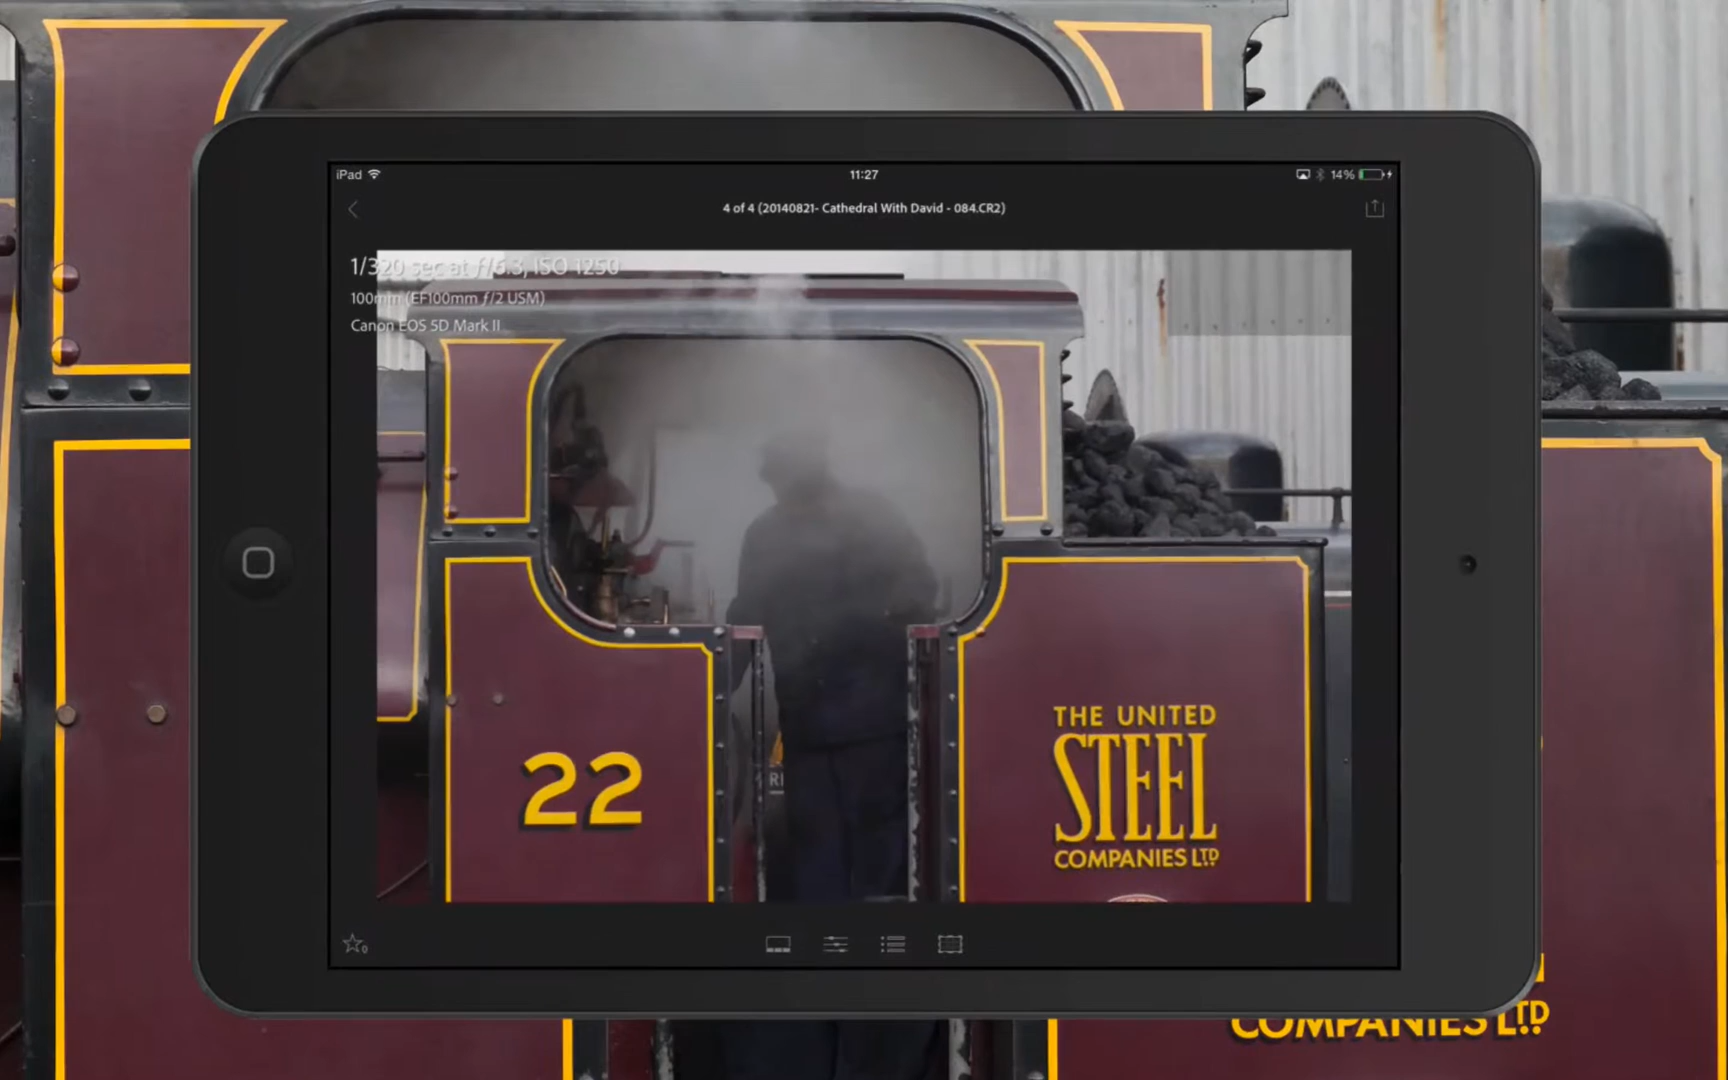 iPad
11:27
14%
4 of 4 (20140821- Cathedral With David - 084.CR2)
1/320 sec at ƒ/6.3, ISO 1250
100mm (EF100mm ƒ/2 USM)
Canon EOS 5D Mark II
22
THE UNITED
STEEL
COMPANIES LTD
0
COMPANIES LTD